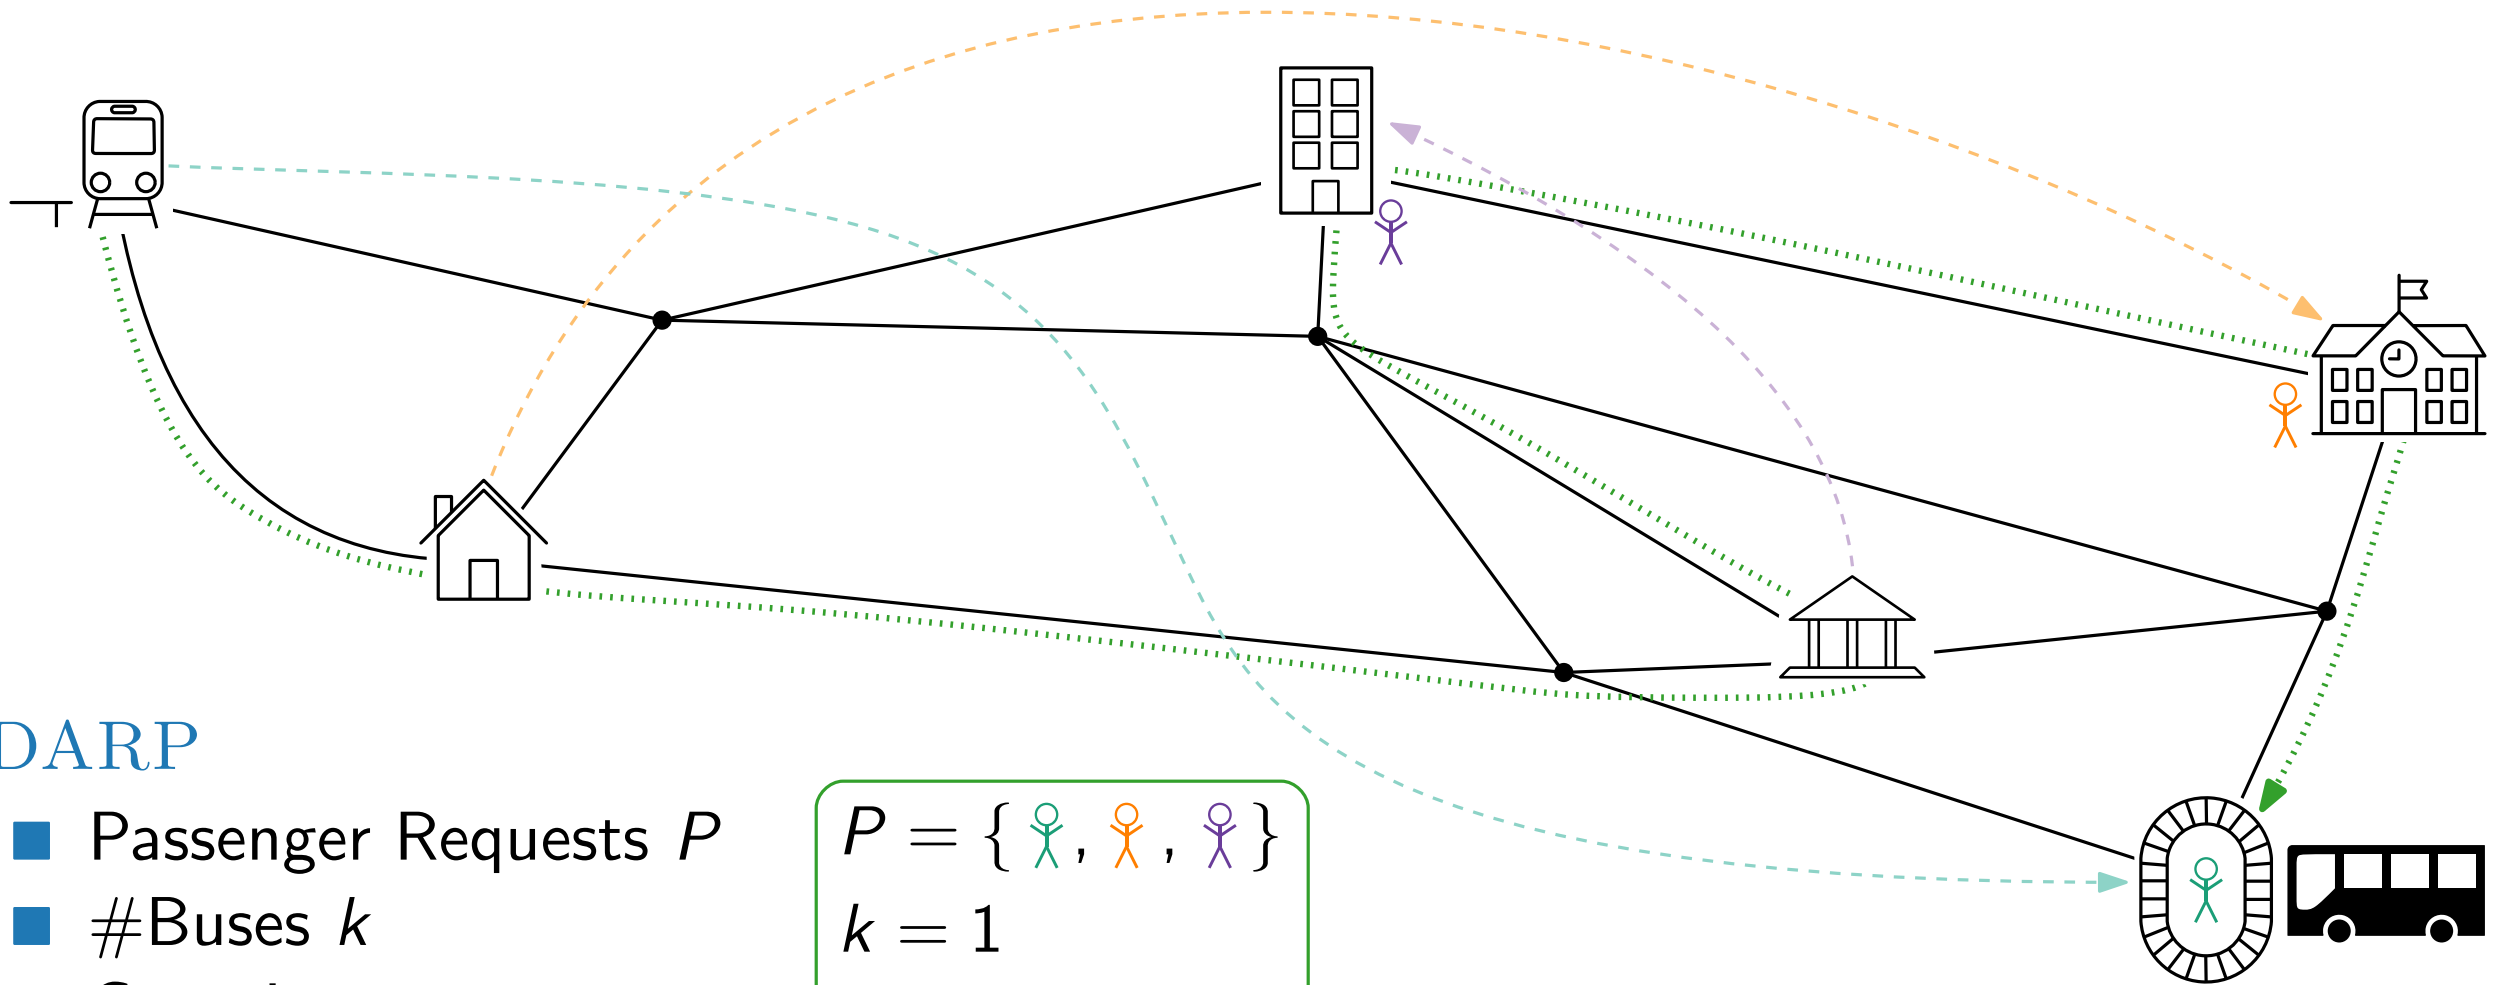 DARP
Passenger Requests P
#Buses k
P = { , , }
k = 1